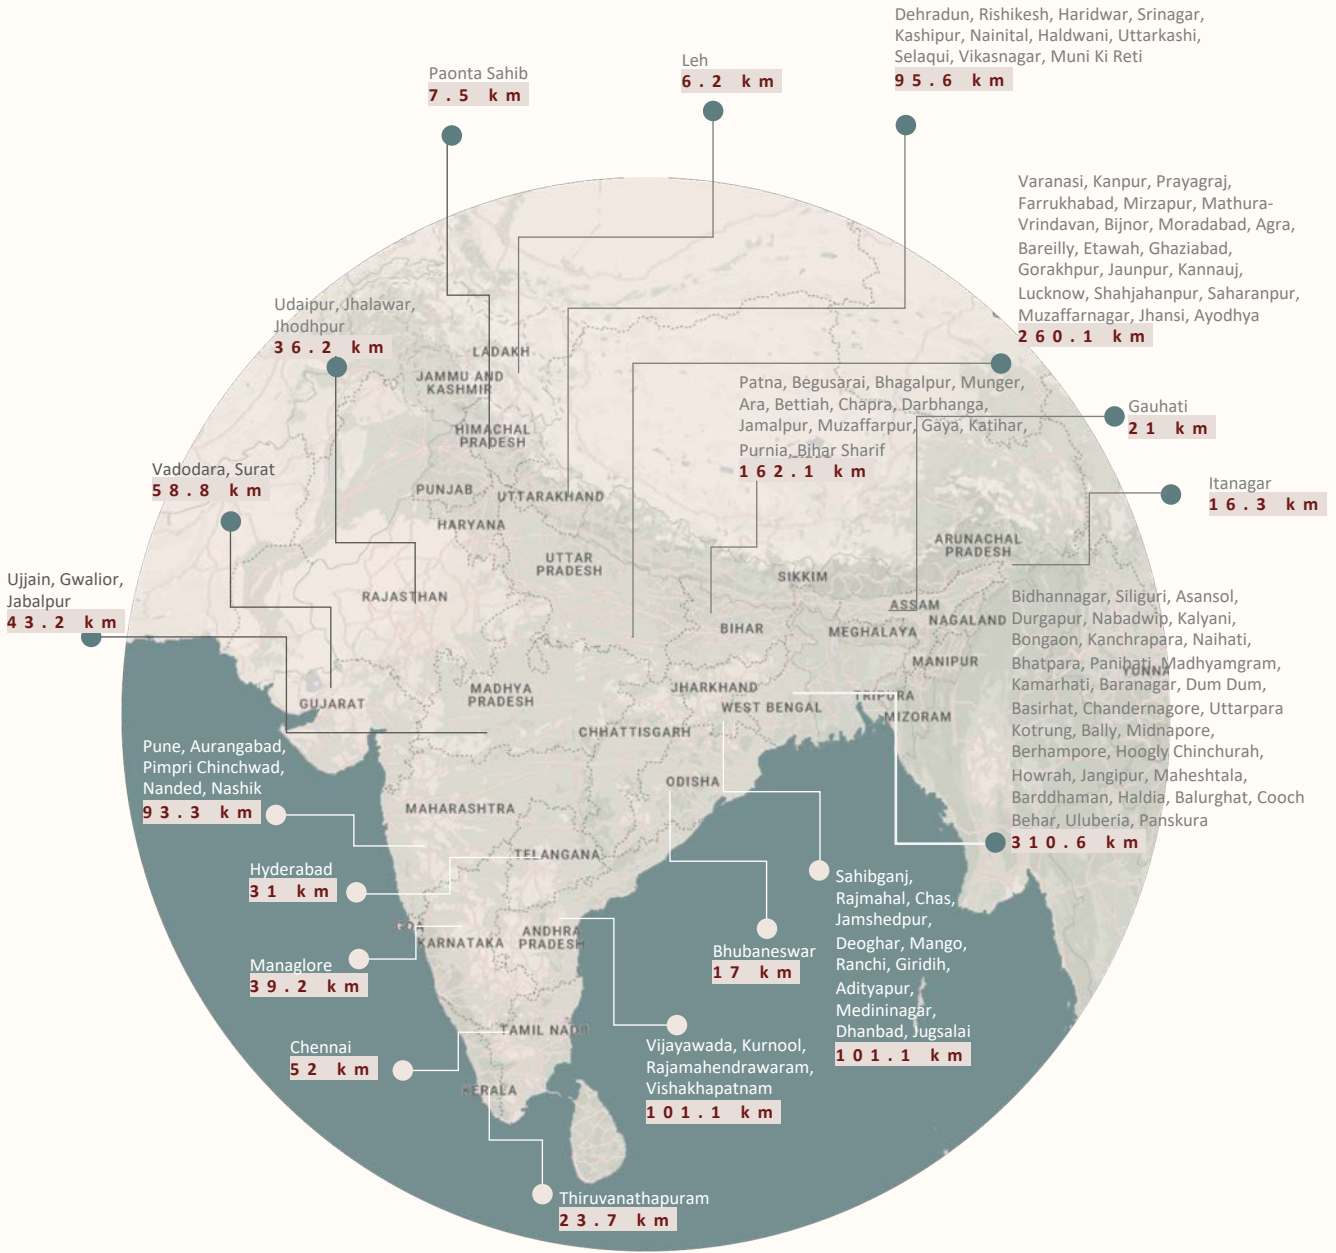 Dehradun, Rishikesh, Haridwar, Srinagar,
Kashipur, Nainital, Haldwani, Uttarkashi,
Selaqui, Vikasnagar, Muni Ki Reti
95.6 km
Leh
6.2 km
Paonta Sahib
7.5 km
Varanasi, Kanpur, Prayagraj,
Farrukhabad, Mirzapur, Mathura-
Vrindavan, Bijnor, Moradabad, Agra,
Bareilly, Etawah, Ghaziabad,
Gorakhpur, Jaunpur, Kannauj,
Lucknow, Shahjahanpur, Saharanpur,
Muzaffarnagar, Jhansi, Ayodhya
260.1 km
Udaipur, Jhalawar,
Jhodhpur
36.2 km
LADAKH
JAMMU AND
KASHMIR
HIMACHAL
PRADESH
Patna, Begusarai, Bhagalpur, Munger,
Ara, Bettiah, Chapra, Darbhanga,
Jamalpur, Muzaffarpur, Gaya, Katihar,
Purnia, Bihar Sharif
162.1 km
Gauhati
21 km
Vadodara, Surat
58.8 km
PUNJAB
UTTARAKHAND
HARYANA
Itanagar
16.3 km
ARUNACHAL
PRADESH
UTTAR
PRADESH
SIKKIM
Ujjain, Gwalior,
Jabalpur
43.2 km
RAJASTHAN
ASSAM
NAGALAND
BIHAR
MEGHALAYA
MANIPUR
Bidhannagar, Siliguri, Asansol,
Durgapur, Nabadwip, Kalyani,
Bongaon, Kanchrapara, Naihati,
Bhatpara, Panihati, Madhyamgram,
Kamarhati, Baranagar, Dum Dum,
Basirhat, Chandernagore, Uttarpara
Kotrung, Bally, Midnapore,
Berhampore, Hoogly Chinchurah,
Howrah, Jangipur, Maheshtala,
Barddhaman, Haldia, Balurghat, Cooch
Behar, Uluberia, Panskura
310.6 km
YUNNA
GUJARAT
MADHYA
PRADESH
JHARKHAND
WEST BENGAL
TRIPURA
MIZORAM
CHHATTISGARH
ODISHA
Pune, Aurangabad,
Pimpri Chinchwad,
Nanded, Nashik
93.3 km
MAHARASHTRA
TELANGANA
Hyderabad
31 km
GOA
KARNATAKA
ANDHRA
PRADESH
Managlore
39.2 km
Bhubaneswar
17 km
Sahibganj,
Rajmahal, Chas,
Jamshedpur,
Deoghar, Mango,
Ranchi, Giridih,
Adityapur,
Medininagar,
Dhanbad, Jugsalai
101.1 km
Chennai
52 km
TAMIL NADU
KERALA
Vijayawada, Kurnool,
Rajamahendrawaram,
Vishakhapatnam
101.1 km
Thiruvanathapuram
23.7 km